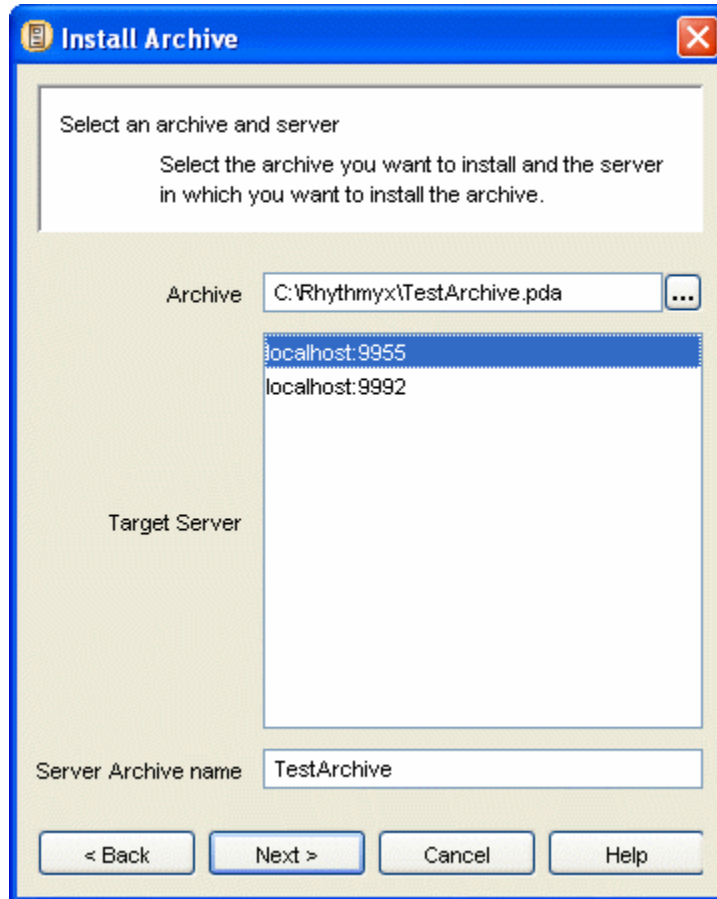 Install Archive
Select an archive and server
Select the archive you want to install and the server
in which you want to install the archive.
Archive C:\Rhythmyx\TestArchive.pda ...
localhost:9955
localhost:9992
Target Server
Server Archive name TestArchive
< Back Next > Cancel Help